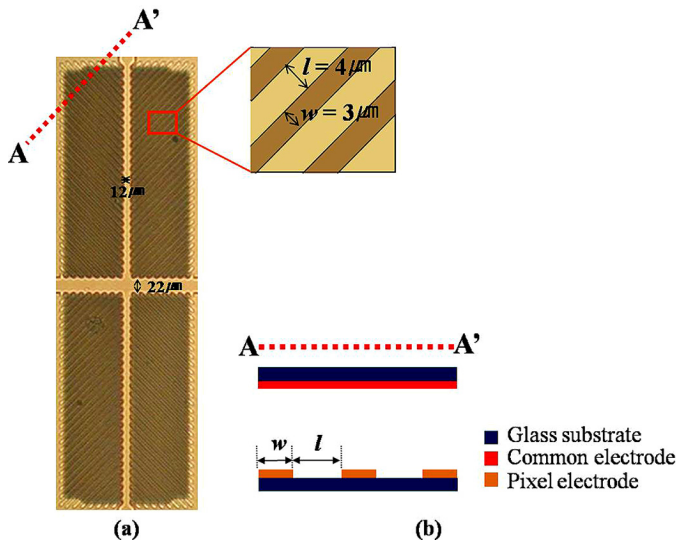 A'
A
l = 4㎛
w = 3㎛
12㎛
22㎛
A
A'
w
l
Glass substrate
Common electrode
Pixel electrode
(a)
(b)